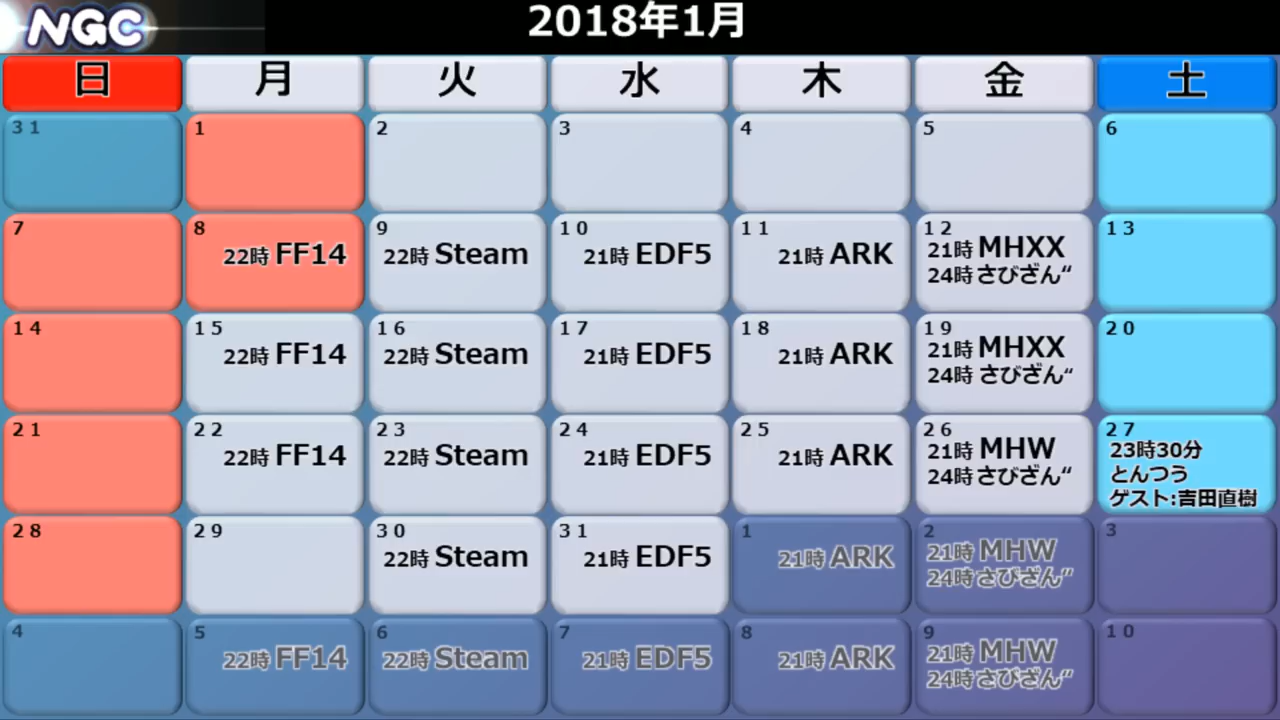 NGC
2018年1月
日 月 火 水 木 金 土
31 1 2 3 4 5 6
7 8 9 10 11 12 13
22時 FF14 22時 Steam 21時 EDF5 21時 ARK 21時 MHXX
24時 さびざん“
14 15 16 17 18 19 20
22時 FF14 22時 Steam 21時 EDF5 21時 ARK 21時 MHXX
24時 さびざん“
21 22 23 24 25 26 27
22時 FF14 22時 Steam 21時 EDF5 21時 ARK 21時 MHW 23時30分
24時 さびざん“ とんつう
ゲスト:吉田直樹
28 29 30 31 1 2 3
22時 Steam 21時 EDF5 21時 ARK 21時 MHW
24時 さびざん“
4 5 6 7 8 9 10
22時 FF14 22時 Steam 21時 EDF5 21時 ARK 21時 MHW
24時 さびざん“